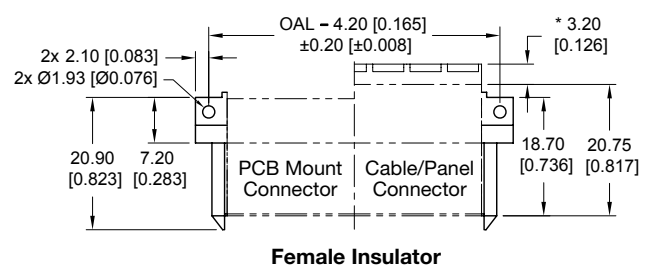 OAL – 4.20 [0.165]
±0.20 [±0.008]
* 3.20
[0.126]
2x 2.10 [0.083]
2x Ø1.93 [Ø0.076]
20.90
[0.823]
7.20
[0.283]
PCB Mount
Connector
Cable/Panel
Connector
18.70
[0.736]
20.75
[0.817]
Female Insulator